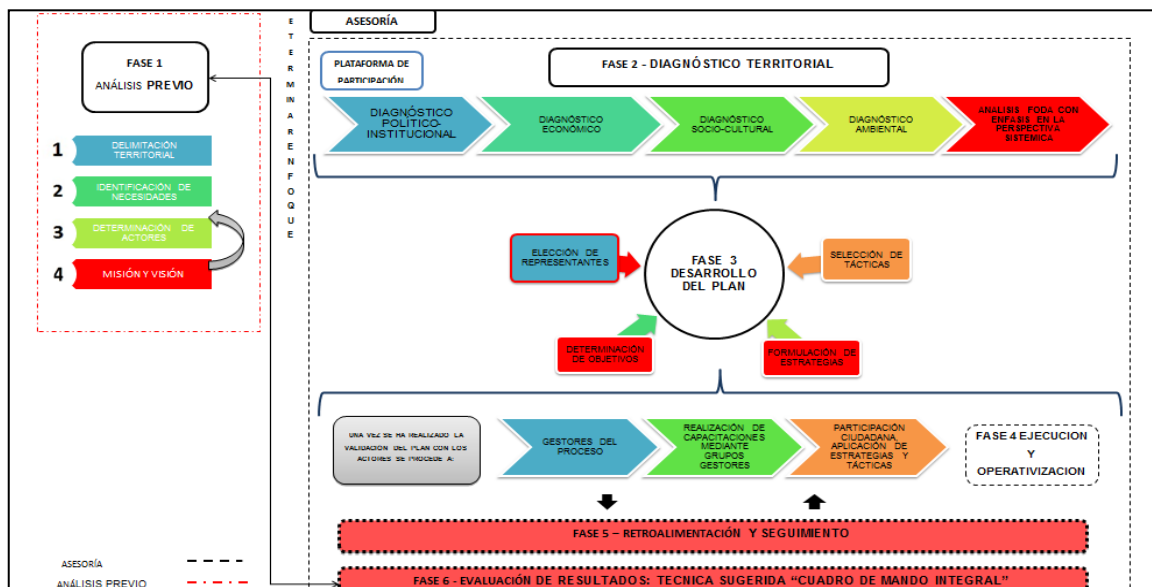 FASE 1
ANÁLISIS PREVIO
1
DELIMITACIÓN
TERRITORIAL
2
IDENTIFICACIÓN DE
NECESIDADES
3
DETERMINACIÓN DE
ACTORES
4
MISIÓN Y VISIÓN
E
T
E
R
M
I
N
A
R
E
N
F
O
Q
U
E
ASESORÍA
PLATAFORMA DE
PARTICIPACIÓN
FASE 2 - DIAGNÓSTICO TERRITORIAL
DIAGNÓSTICO
POLÍTICO-
INSTITUCIONAL
DIAGNÓSTICO
ECONÓMICO
DIAGNÓSTICO
SOCIO-CULTURAL
DIAGNÓSTICO
AMBIENTAL
ANALISIS FODA CON
ENFASIS EN LA
PERSPECTIVA
SISTEMICA
ELECCIÓN DE
REPRESENTANTES
FASE 3
DESARROLLO
DEL PLAN
SELECCIÓN DE
TÁCTICAS
DETERMINACIÓN
DE OBJETIVOS
FORMULACIÓN DE
ESTRATEGIAS
UNA VEZ SE HA REALIZADO LA
VALIDACIÓN DEL PLAN CON LOS
ACTORES SE PROCEDE A:
GESTORES DEL
PROCESO
REALIZACIÓN DE
CAPACITACIONES
MEDIANTE
GRUPOS
GESTORES
PARTICIPACIÓN
CIUDADANA,
APLICACIÓN DE
ESTRATEGIAS Y
TÁCTICAS
FASE 4 EJECUCION
Y
OPERATIVIZACION
FASE 5 – RETROALIMENTACIÓN Y SEGUIMIENTO
FASE 6 - EVALUACIÓN DE RESULTADOS: TECNICA SUGERIDA “CUADRO DE MANDO INTEGRAL”
ASESORÍA
ANÁLISIS PREVIO